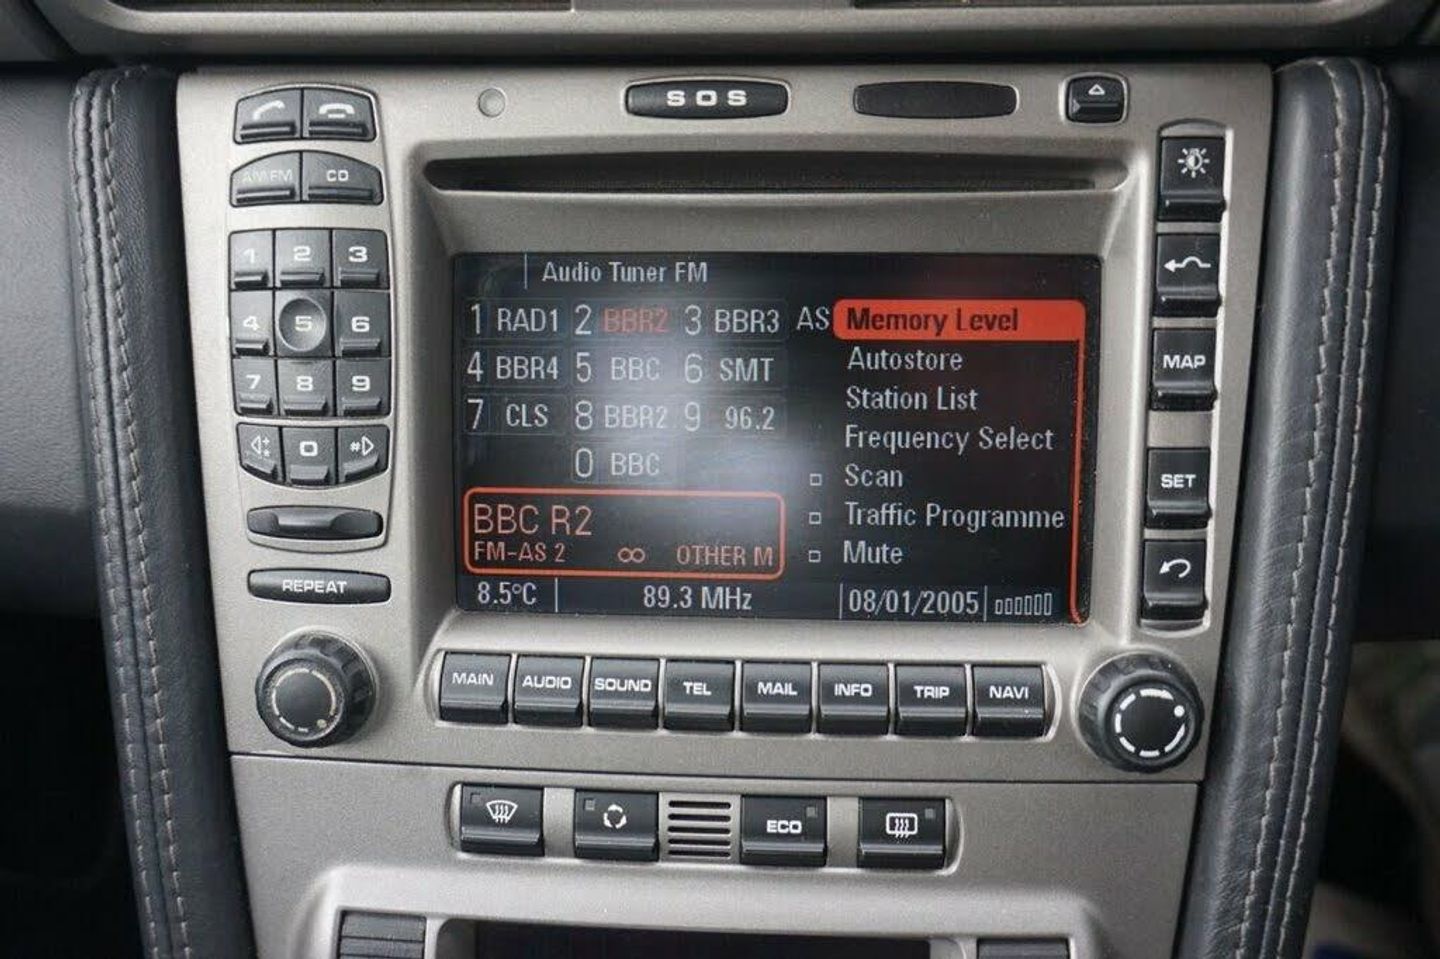 SOS
AM FM CD
1 2 3
4 5 6
7 8 9
* 0 #
REPEAT
Audio Tuner FM
1 RAD1 2 BBR2 3 BBR3 AS
4 BBR4 5 BBC 6 SMT
7 CLS 8 BBR2 9 96.2
0 BBC
Memory Level
Autostore
Station List
Frequency Select
Scan
Traffic Programme
Mute
BBC R2
FM-AS 2 ∞ OTHER M
8.5°C 89.3 MHz 08/01/2005
MAP
SET
MAIN AUDIO SOUND TEL MAIL INFO TRIP NAVI
ECO